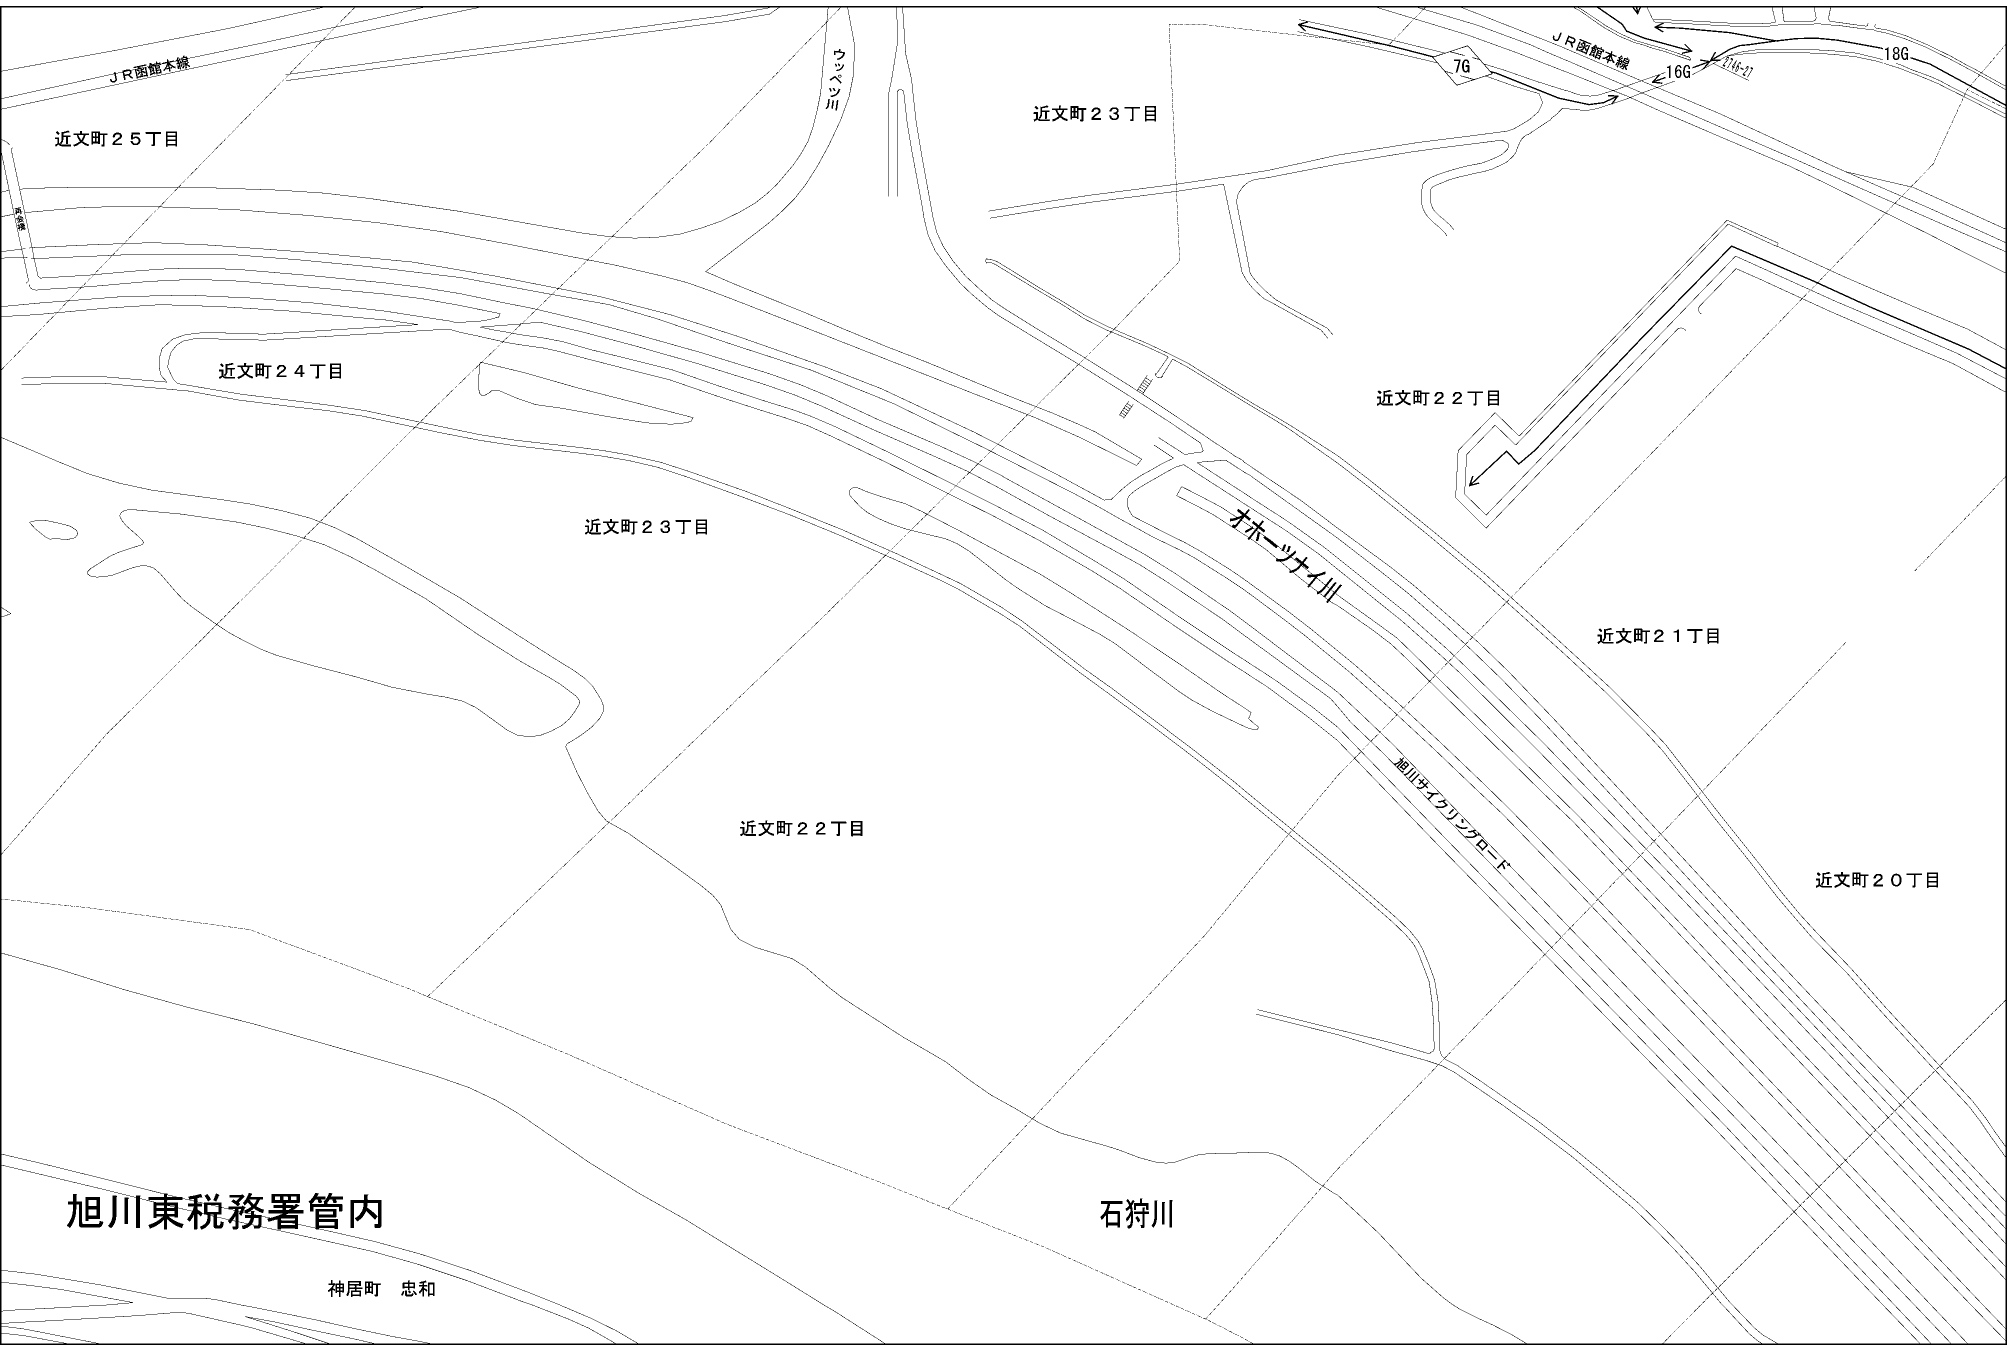 ＪＲ函館本線
18G
7G
16G
2746-27
ＪＲ函館本線
ウッペツ川
近文町２３丁目
近文町２５丁目
近文町２４丁目
近文町２２丁目
近文町２３丁目
オホーツナイ川
近文町２１丁目
旭川サイクリングロード
近文町２２丁目
近文町２０丁目
旭川東税務署管内
石狩川
神居町　忠和